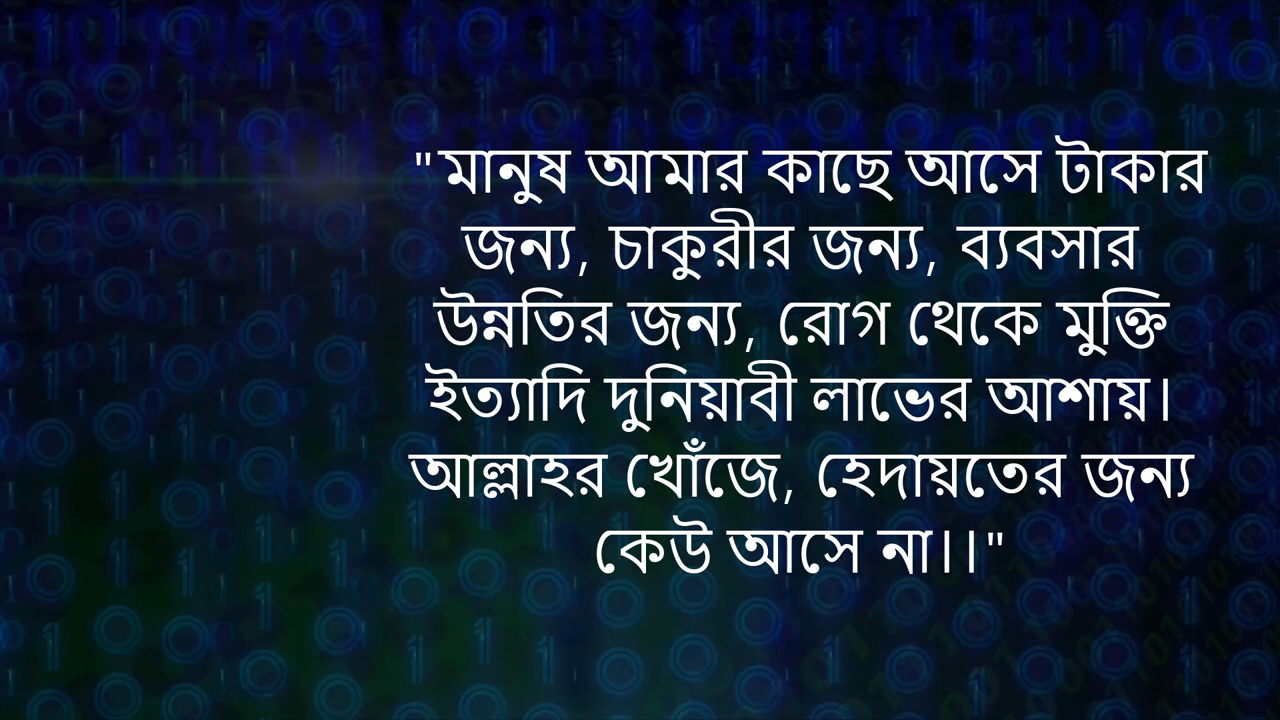 "মানুষ আমার কাছে আসে টাকার
জন্য, চাকুরীর জন্য, ব্যবসার
উন্নতির জন্য, রোগ থেকে মুক্তি
ইত্যাদি দুনিয়াবী লাভের আশায়।
আল্লাহর খোঁজে, হেদায়তের জন্য
কেউ আসে না।।"